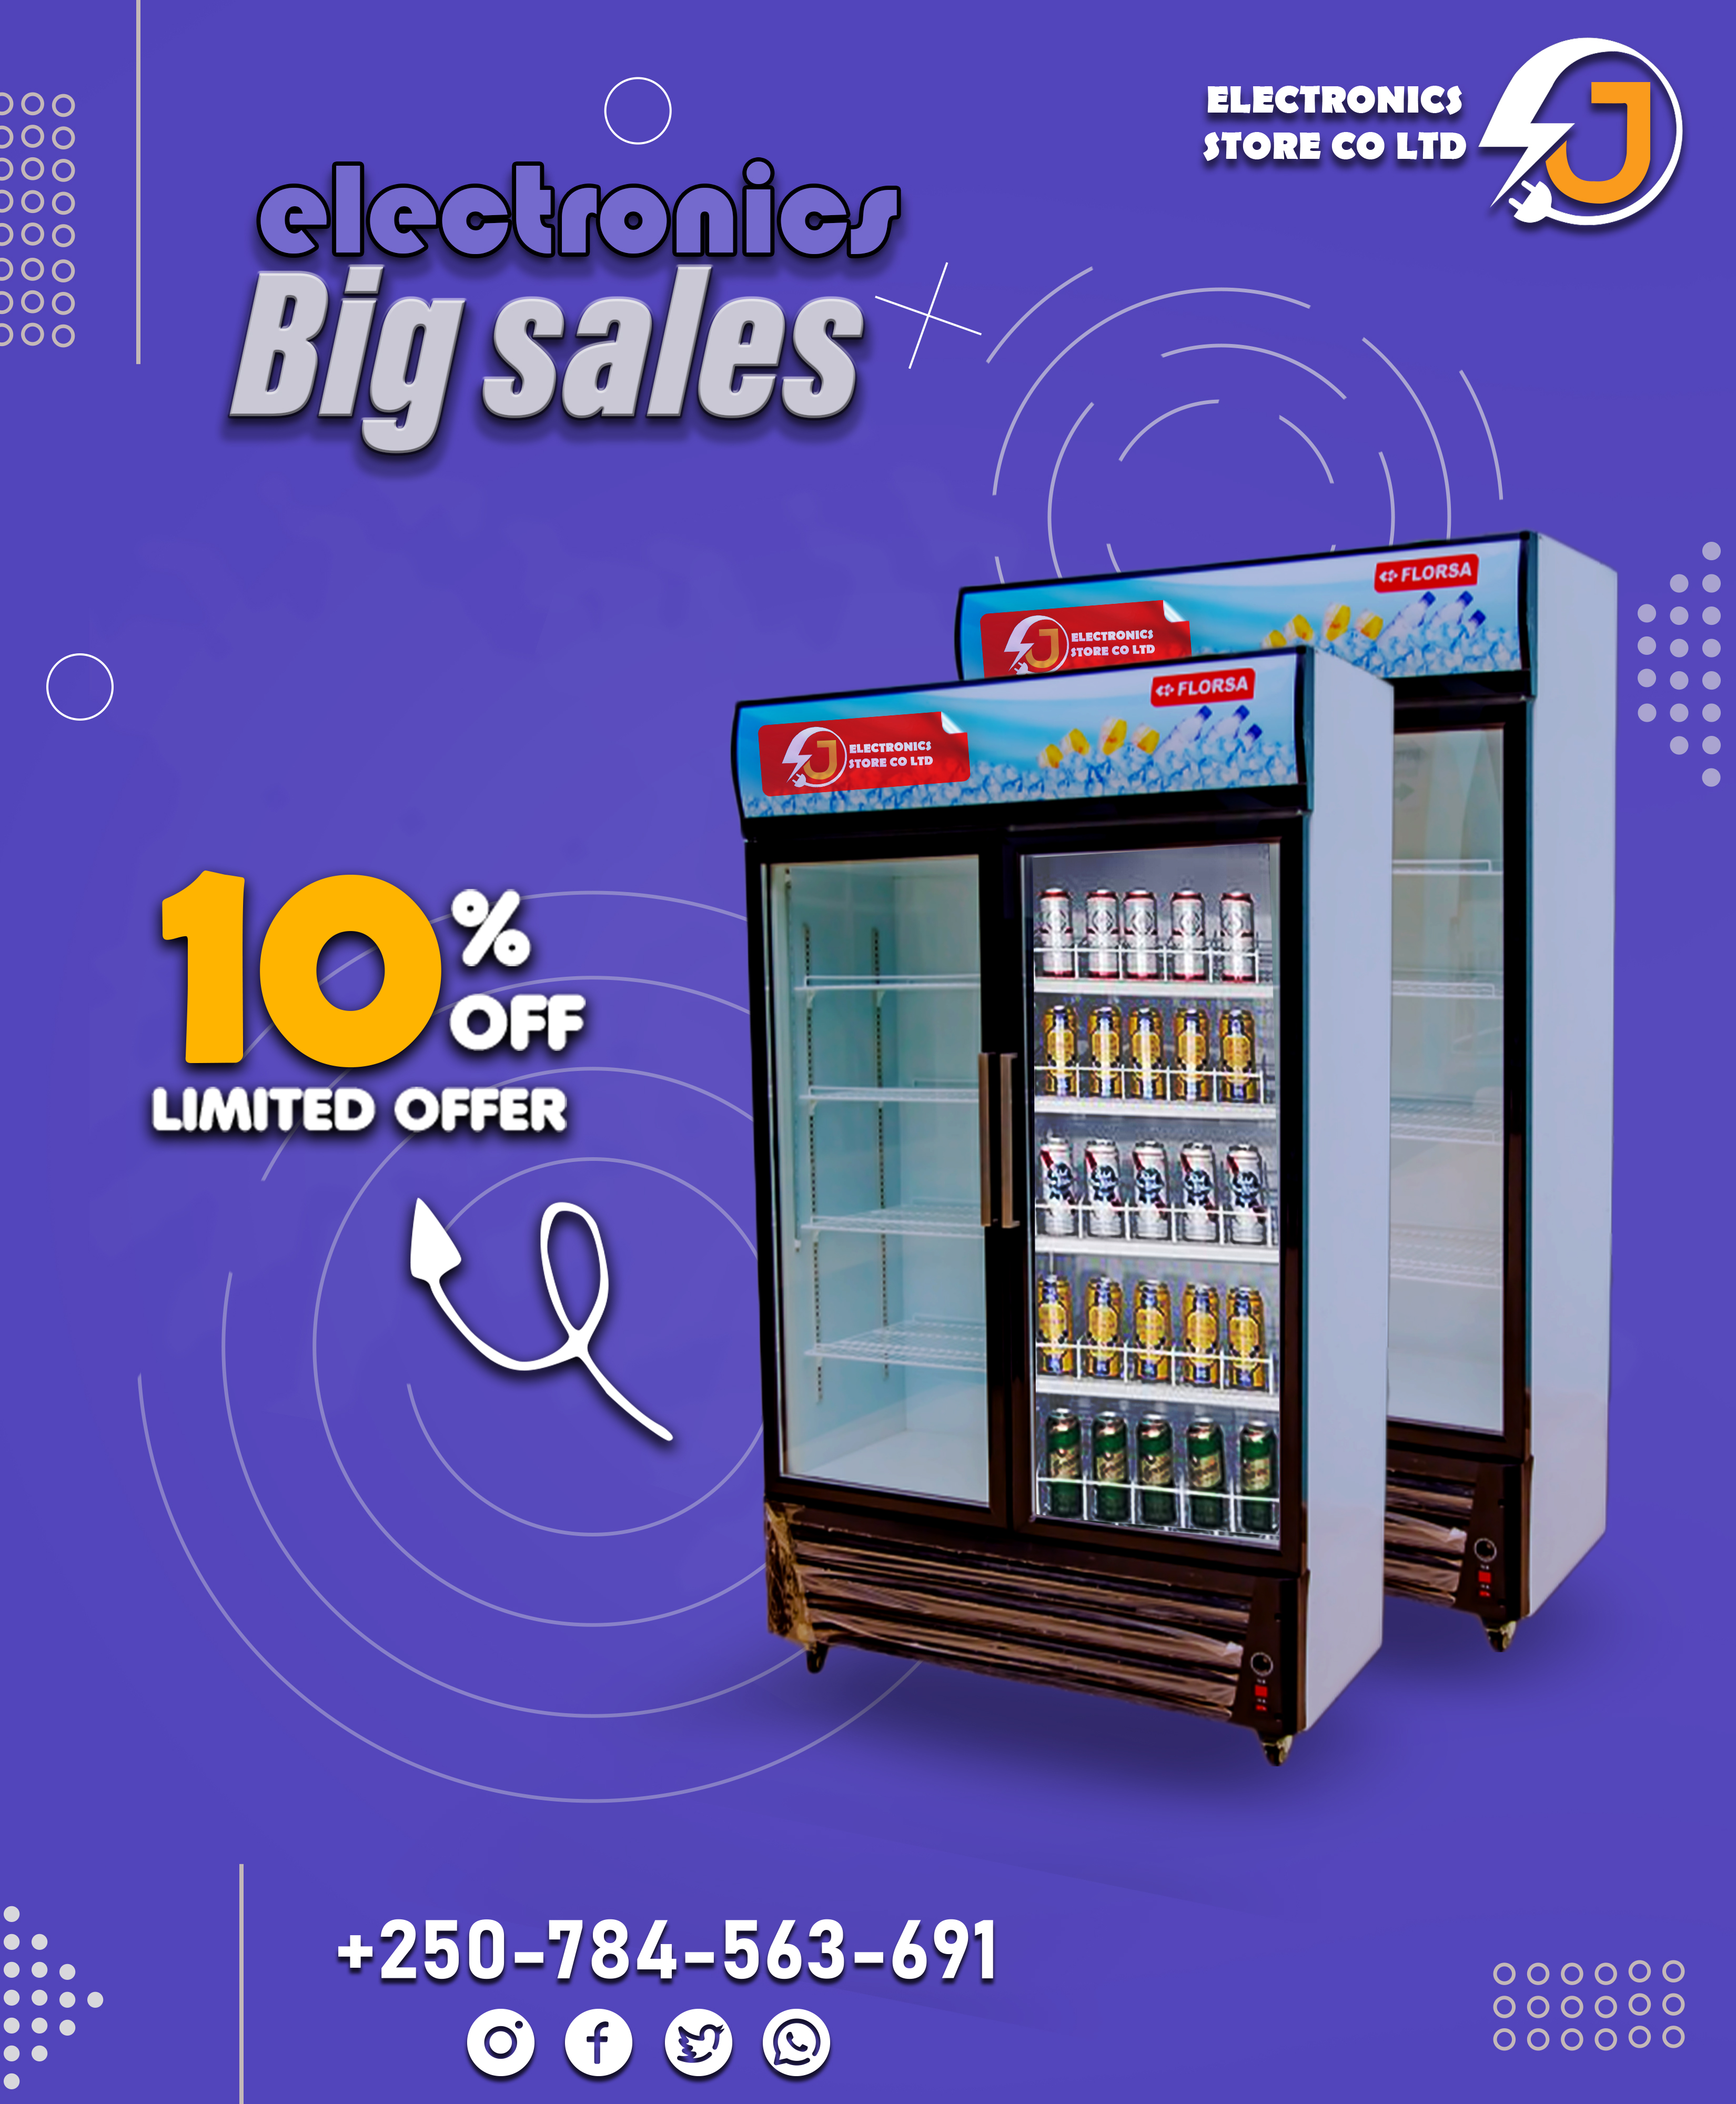 ELECTRONICS
STORE CO LTD
J
electronics
Big sales
FLORSA
J ELECTRONICS
STORE CO LTD
FLORSA
J ELECTRONICS
STORE CO LTD
10%
OFF
LIMITED OFFER
+250-784-563-691